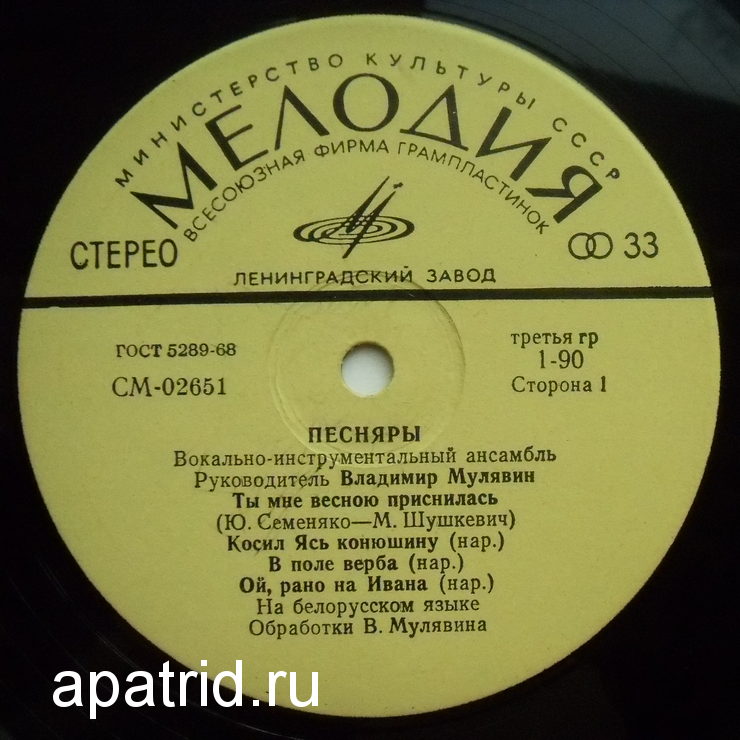 МИНИСТЕРСТВО КУЛЬТУРЫ СССР
МЕЛОДИЯ
ВСЕСОЮЗНАЯ ФИРМА ГРАМПЛАСТИНОК
СТЕРЕО
33
ЛЕНИНГРАДСКИЙ ЗАВОД
ГОСТ 5289-68
СМ-02651
третья гр
1-90
Сторона 1
ПЕСНЯРЫ
Вокально-инструментальный ансамбль
Руководитель Владимир Мулявин
Ты мне весною приснилась
(Ю. Семеняко—М. Шушкевич)
Косил Ясь конюшину (нар.)
В поле верба (нар.)
Ой, рано на Ивана (нар.)
На белорусском языке
Обработки В. Мулявина
apatrid.ru